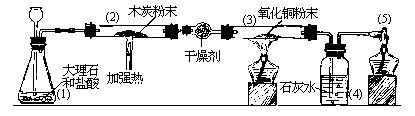 (2)
木炭粉末
(3)
氧化铜粉末
(5)
大理石
和盐酸
(1)
加强热
干燥剂
石灰水
(4)